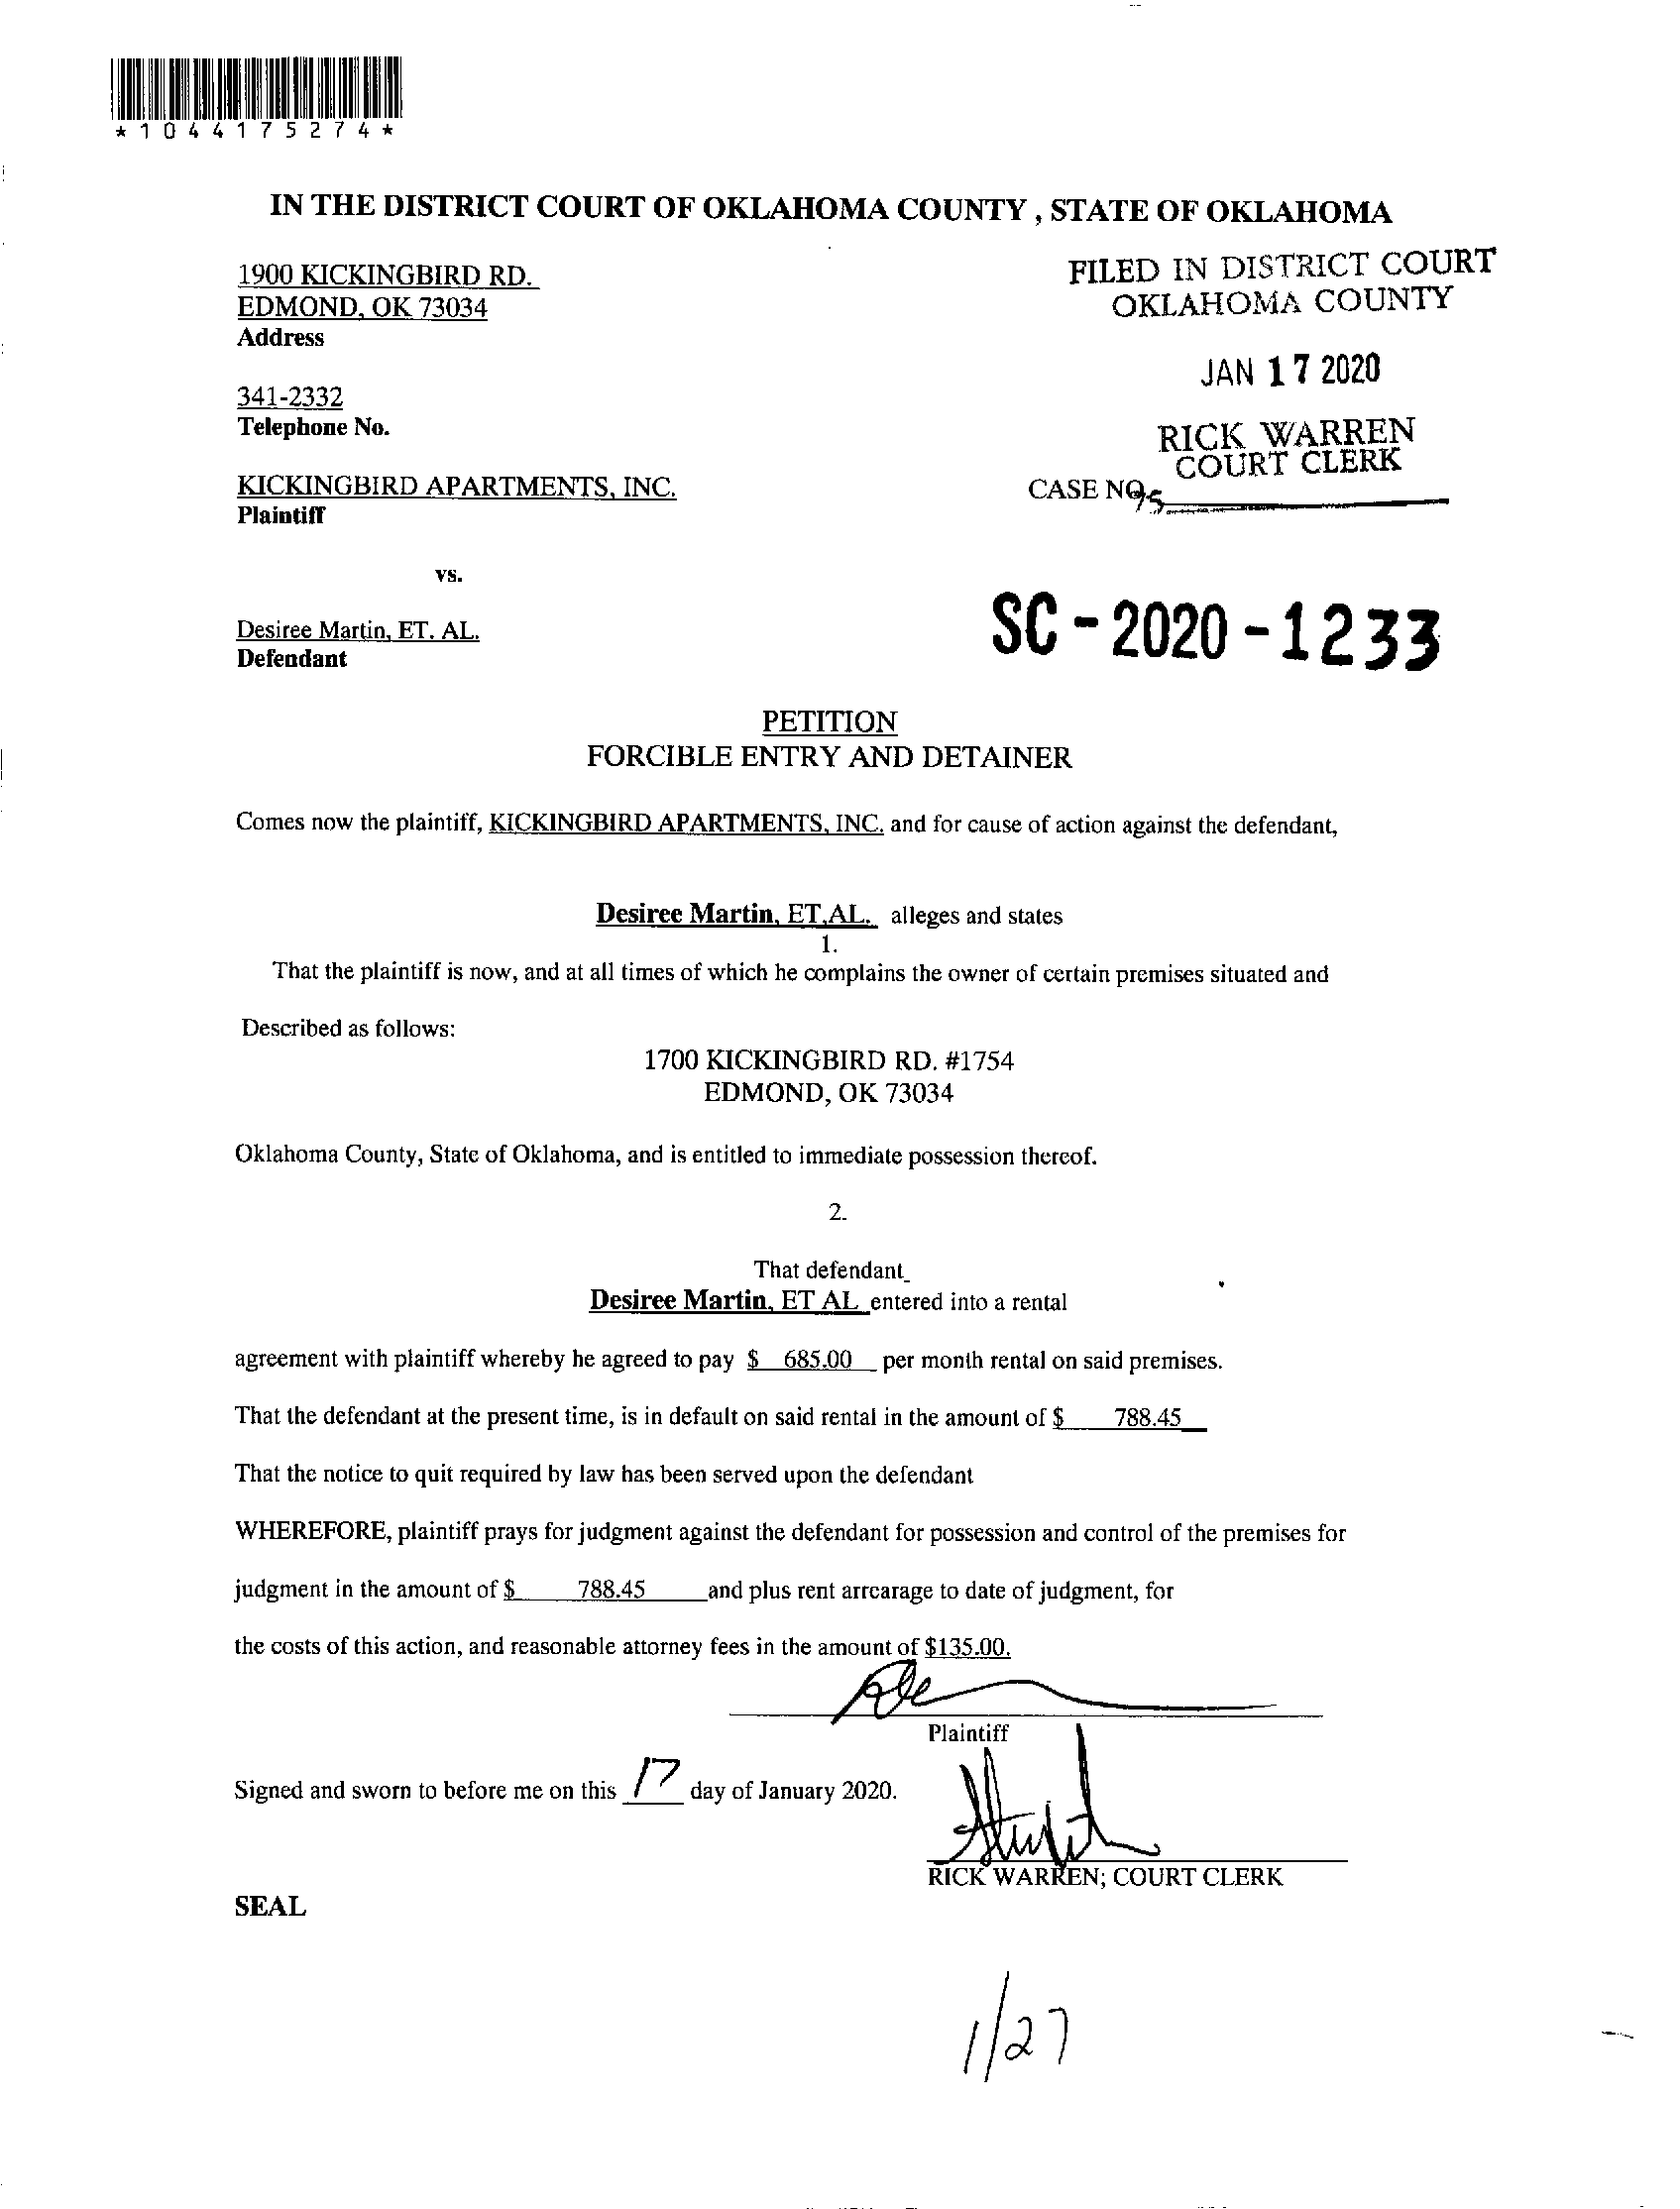 *1044175274*
IN THE DISTRICT COURT OF OKLAHOMA COUNTY , STATE OF OKLAHOMA
1900 KICKINGBIRD RD.
EDMOND, OK 73034
Address
FILED IN DISTRICT COURT
OKLAHOMA COUNTY
JAN 17 2020
341-2332
Telephone No.
RICK WARREN
COURT CLERK
KICKINGBIRD APARTMENTS, INC.
Plaintiff
CASE NO.
75
vs.
Desiree Martin, ET. AL.
Defendant
SC-2020-1233
PETITION
FORCIBLE ENTRY AND DETAINER
Comes now the plaintiff, KICKINGBIRD APARTMENTS, INC. and for cause of action against the defendant,
Desiree Martin, ET.AL. alleges and states
1.
That the plaintiff is now, and at all times of which he complains the owner of certain premises situated and
Described as follows:
1700 KICKINGBIRD RD. #1754
EDMOND, OK 73034
Oklahoma County, State of Oklahoma, and is entitled to immediate possession thereof.
2.
That defendant
Desiree Martin, ET AL entered into a rental
agreement with plaintiff whereby he agreed to pay $ 685.00 per month rental on said premises.
That the defendant at the present time, is in default on said rental in the amount of $ 788.45
That the notice to quit required by law has been served upon the defendant
WHEREFORE, plaintiff prays for judgment against the defendant for possession and control of the premises for
judgment in the amount of $ 788.45 and plus rent arrearage to date of judgment, for
the costs of this action, and reasonable attorney fees in the amount of $135.00.
Plaintiff
Signed and sworn to before me on this 17 day of January 2020.
RICK WARREN; COURT CLERK
SEAL
1/27